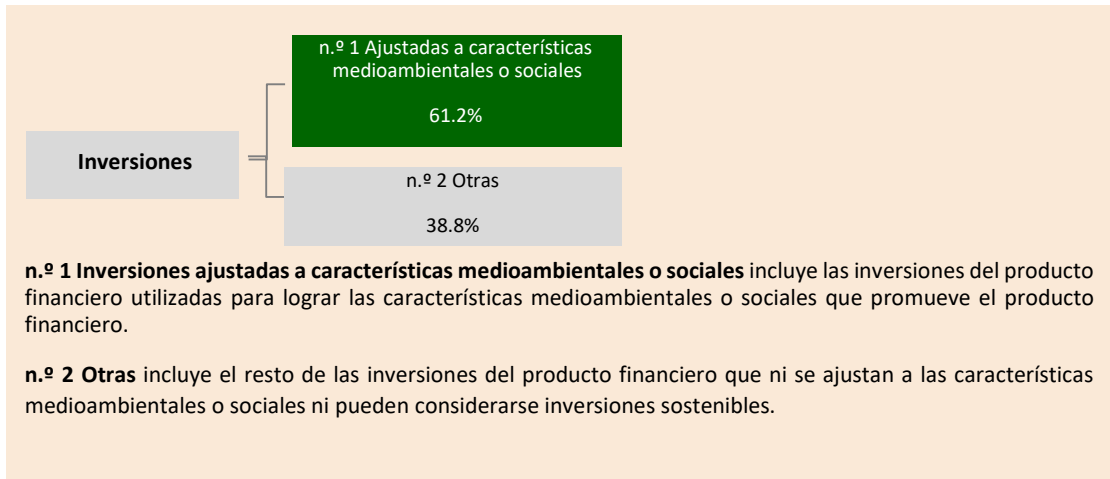 n.º 1 Ajustadas a características
medioambientales o sociales
61.2%
Inversiones
n.º 2 Otras
38.8%
n.º 1 Inversiones ajustadas a características medioambientales o sociales incluye las inversiones del producto
financiero utilizadas para lograr las características medioambientales o sociales que promueve el producto
financiero.
n.º 2 Otras incluye el resto de las inversiones del producto financiero que ni se ajustan a las características
medioambientales o sociales ni pueden considerarse inversiones sostenibles.